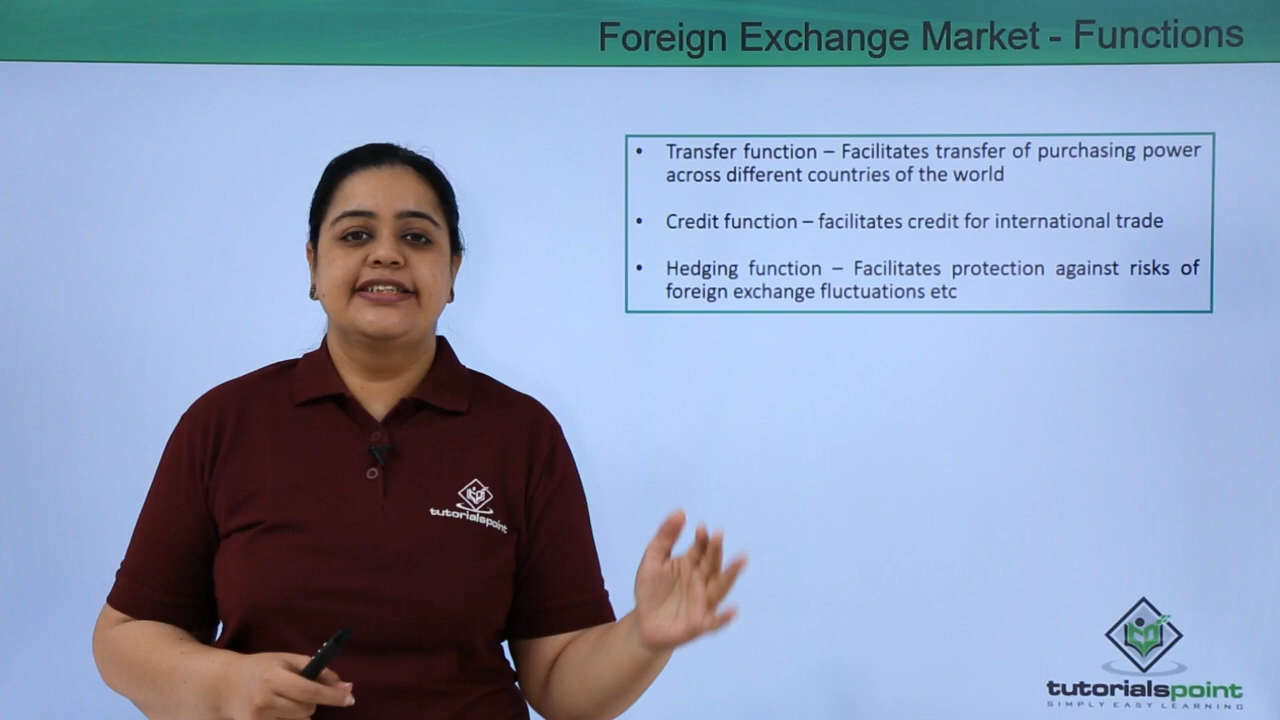 Foreign Exchange Market - Functions
• Transfer function – Facilitates transfer of purchasing power
across different countries of the world
• Credit function – facilitates credit for international trade
• Hedging function – Facilitates protection against risks of
foreign exchange fluctuations etc
tutorialspoint
tutorialspoint
SIMPLY EASY LEARNING